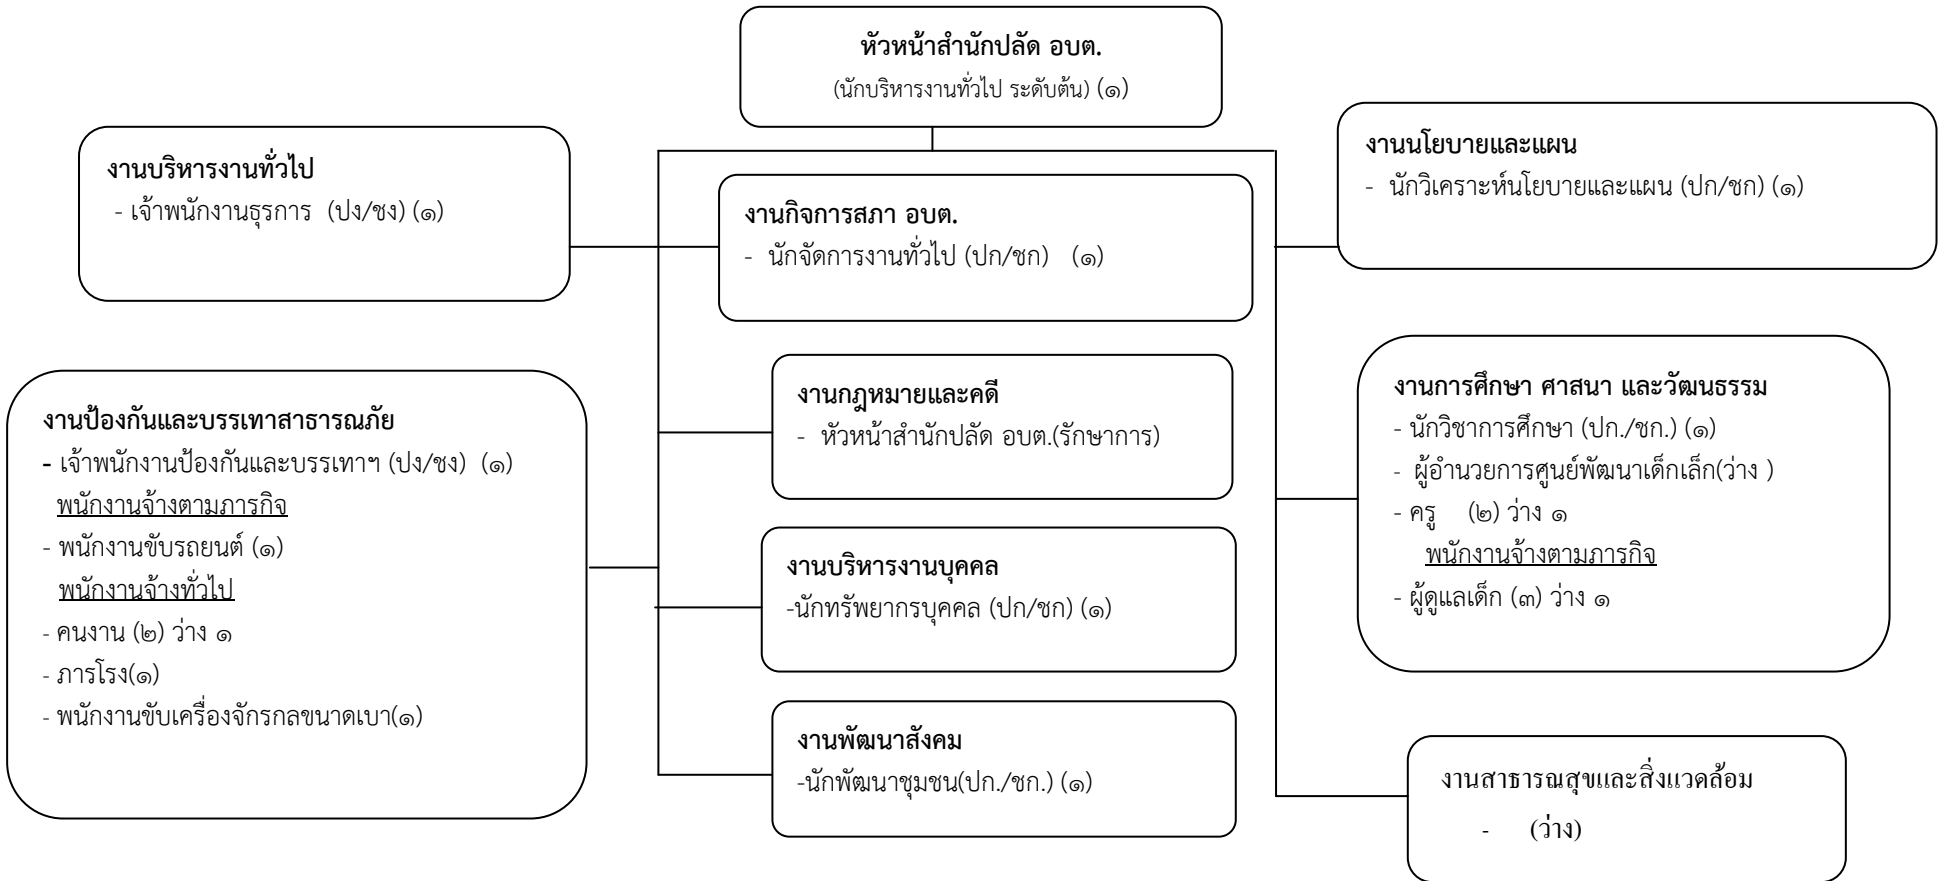 หัวหน้าสำนักปลัด อบต.
(นักบริหารงานทั่วไป ระดับต้น) (๑)
งานบริหารงานทั่วไป
- เจ้าพนักงานธุรการ (ปง/ชง) (๑)
งานกิจการสภา อบต.
- นักจัดการงานทั่วไป (ปก/ชก) (๑)
งานนโยบายและแผน
- นักวิเคราะห์นโยบายและแผน (ปก/ชก) (๑)
งานป้องกันและบรรเทาสาธารณภัย
- เจ้าพนักงานป้องกันและบรรเทาฯ (ปง/ชง) (๑)
พนักงานจ้างตามภารกิจ
- พนักงานขับรถยนต์ (๑)
พนักงานจ้างทั่วไป
- คนงาน (๒) ว่าง ๑
- ภารโรง(๑)
- พนักงานขับเครื่องจักรกลขนาดเบา(๑)
งานกฎหมายและคดี
- หัวหน้าสำนักปลัด อบต.(รักษาการ)
งานบริหารงานบุคคล
-นักทรัพยากรบุคคล (ปก/ชก) (๑)
งานพัฒนาสังคม
-นักพัฒนาชุมชน(ปก./ชก.) (๑)
งานการศึกษา ศาสนา และวัฒนธรรม
- นักวิชาการศึกษา (ปก./ชก.) (๑)
- ผู้อำนวยการศูนย์พัฒนาเด็กเล็ก(ว่าง )
- ครู (๒) ว่าง ๑
พนักงานจ้างตามภารกิจ
- ผู้ดูแลเด็ก (๓) ว่าง ๑
งานสาธารณสุขและสิ่งแวดล้อม
- (ว่าง)